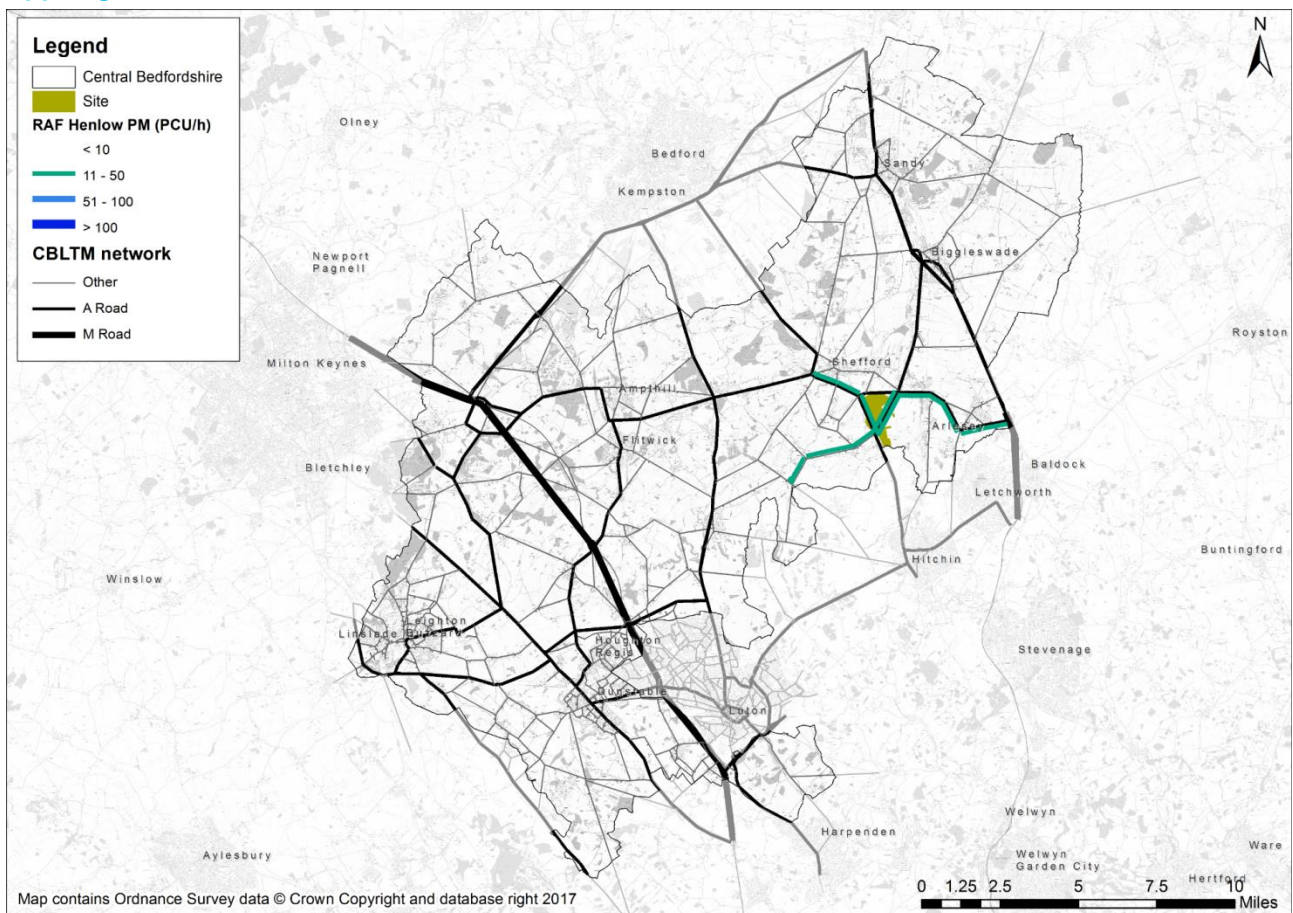 Legend
Central Bedfordshire
Site
RAF Henlow PM (PCU/h)
< 10
11 - 50
51 - 100
> 100
CBLTM network
Other
A Road
M Road
N
Olney
Bedford
Sandy
Kempston
Newport
Pagnell
Biggleswade
Royston
Milton Keynes
Shefford
Ampthill
Arlesey
Flitwick
Bletchley
Baldock
Letchworth
Hitchin
Buntingford
Winslow
Leighton
Linslade Buzzard
Houghton
Regis
Stevenage
Dunstable
Luton
Welwyn
Harpenden
Ware
Aylesbury
Welwyn
Garden City
Hertford
0 1.25 2.5 5 7.5 10
Miles
Map contains Ordnance Survey data © Crown Copyright and database right 2017